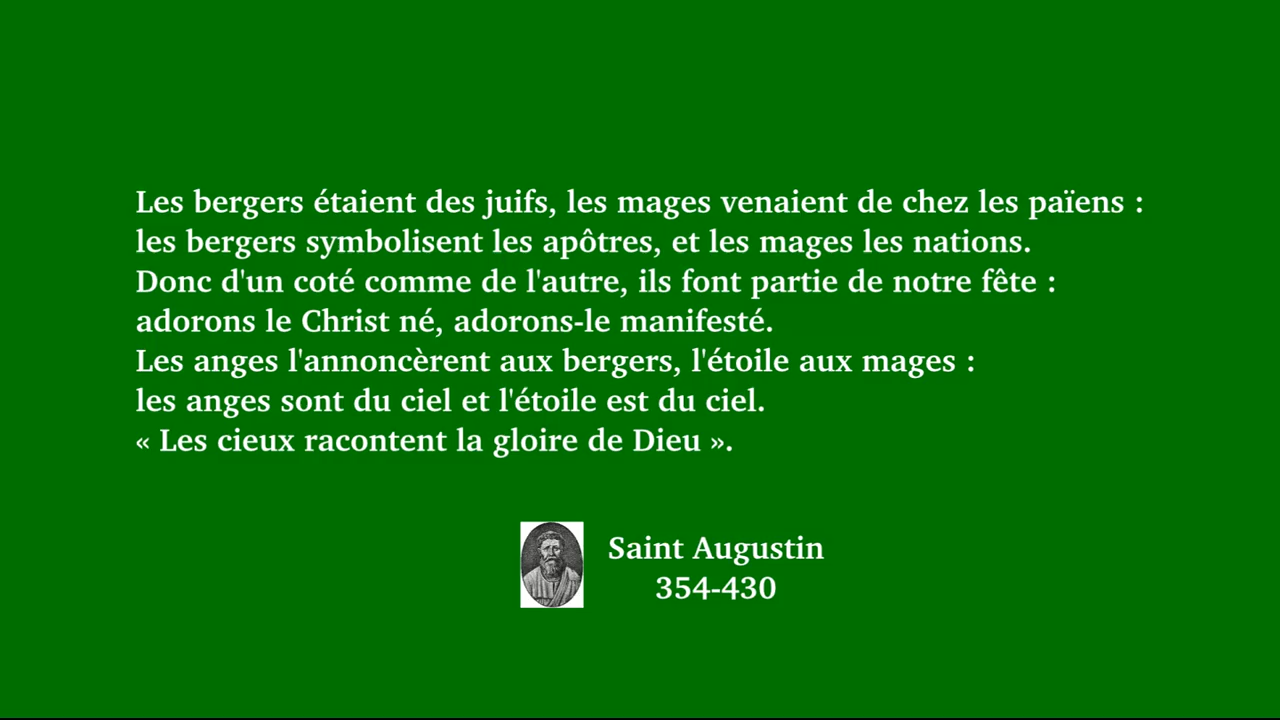 Les bergers étaient des juifs, les mages venaient de chez les païens :
les bergers symbolisent les apôtres, et les mages les nations.
Donc d'un coté comme de l'autre, ils font partie de notre fête :
adorons le Christ né, adorons-le manifesté.
Les anges l'annoncèrent aux bergers, l'étoile aux mages :
les anges sont du ciel et l'étoile est du ciel.
« Les cieux racontent la gloire de Dieu ».
Saint Augustin
354-430